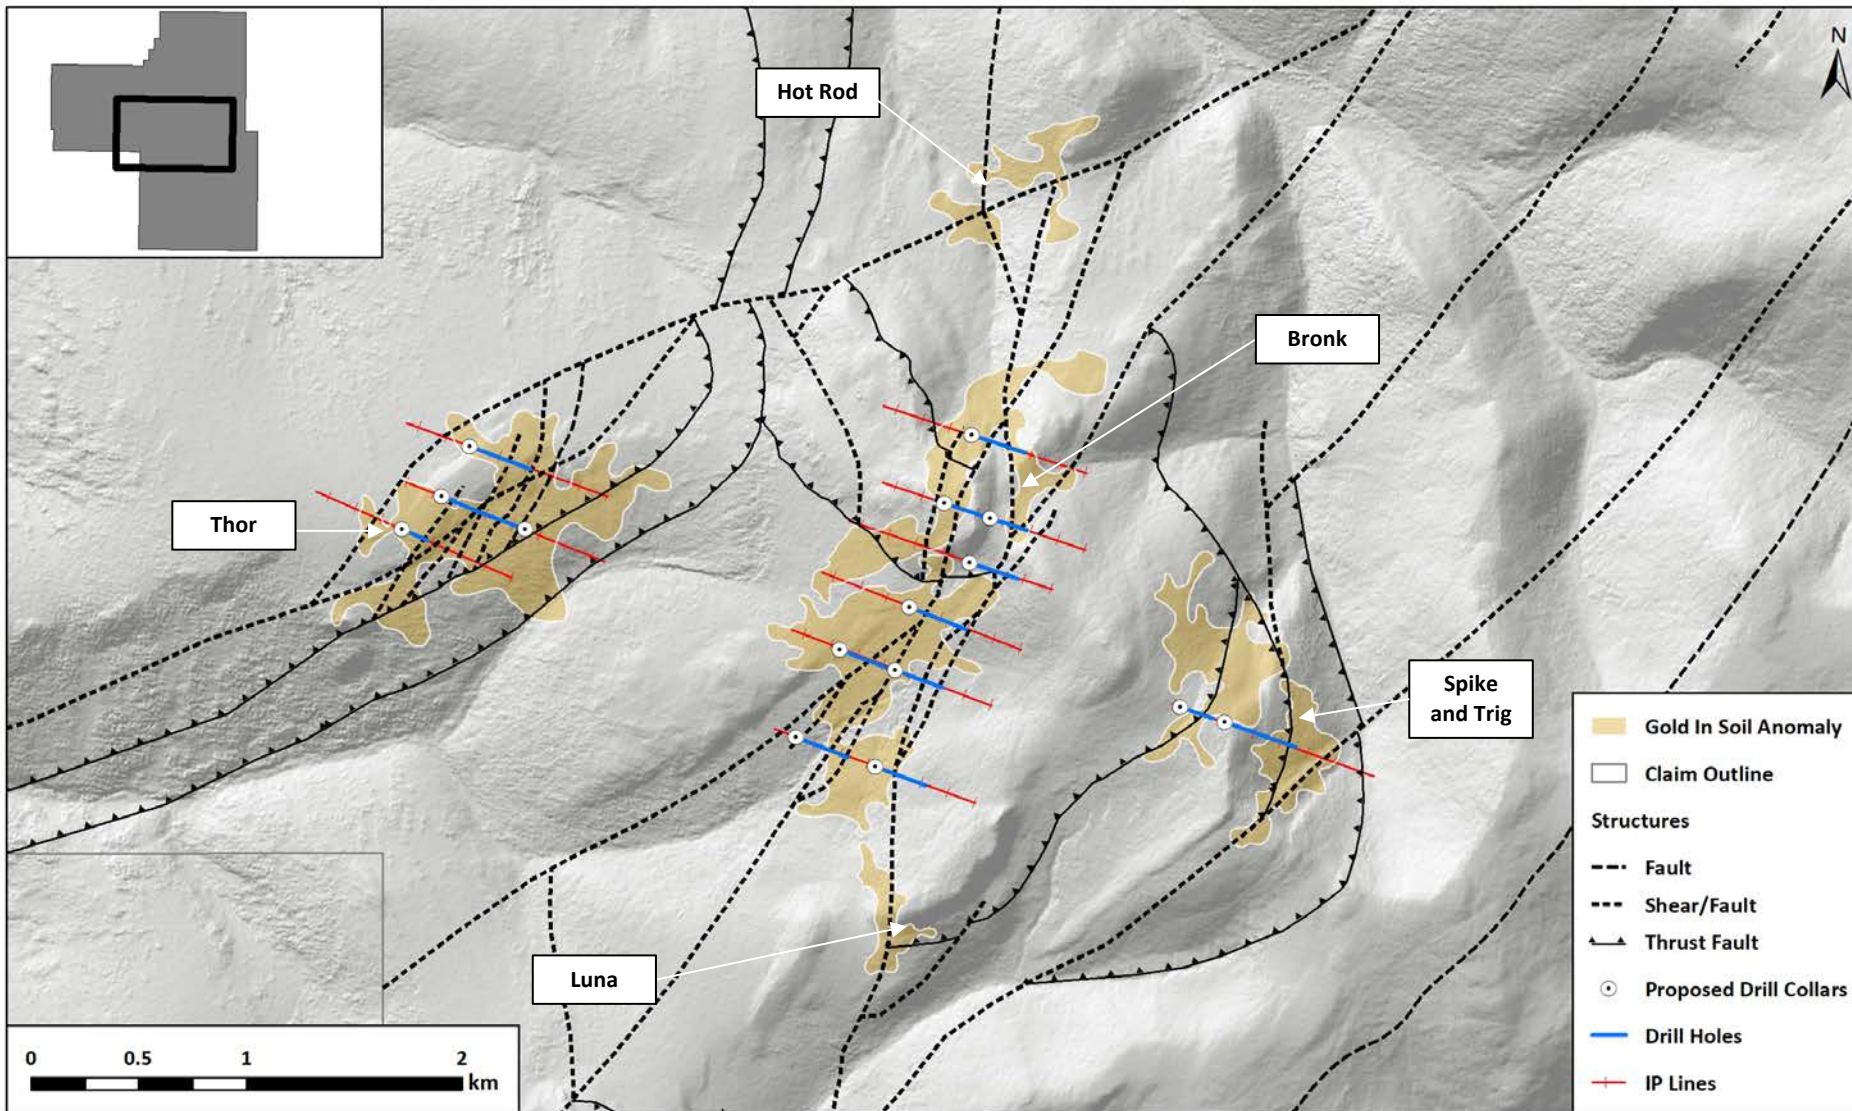 N
Hot Rod
Bronk
Thor
Spike
and Trig
Luna
Gold In Soil Anomaly
Claim Outline
Structures
Fault
Shear/Fault
Thrust Fault
Proposed Drill Collars
Drill Holes
IP Lines
0 0.5 1 2
km